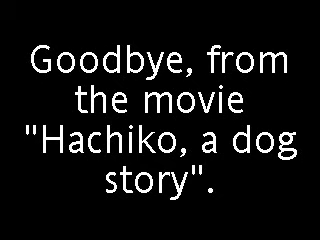 Goodbye, from
the movie
"Hachiko, a dog
story".